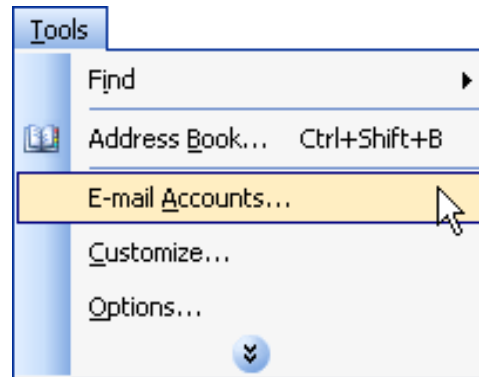 Tools
Find
Address Book... Ctrl+Shift+B
E-mail Accounts...
Customize...
Options...